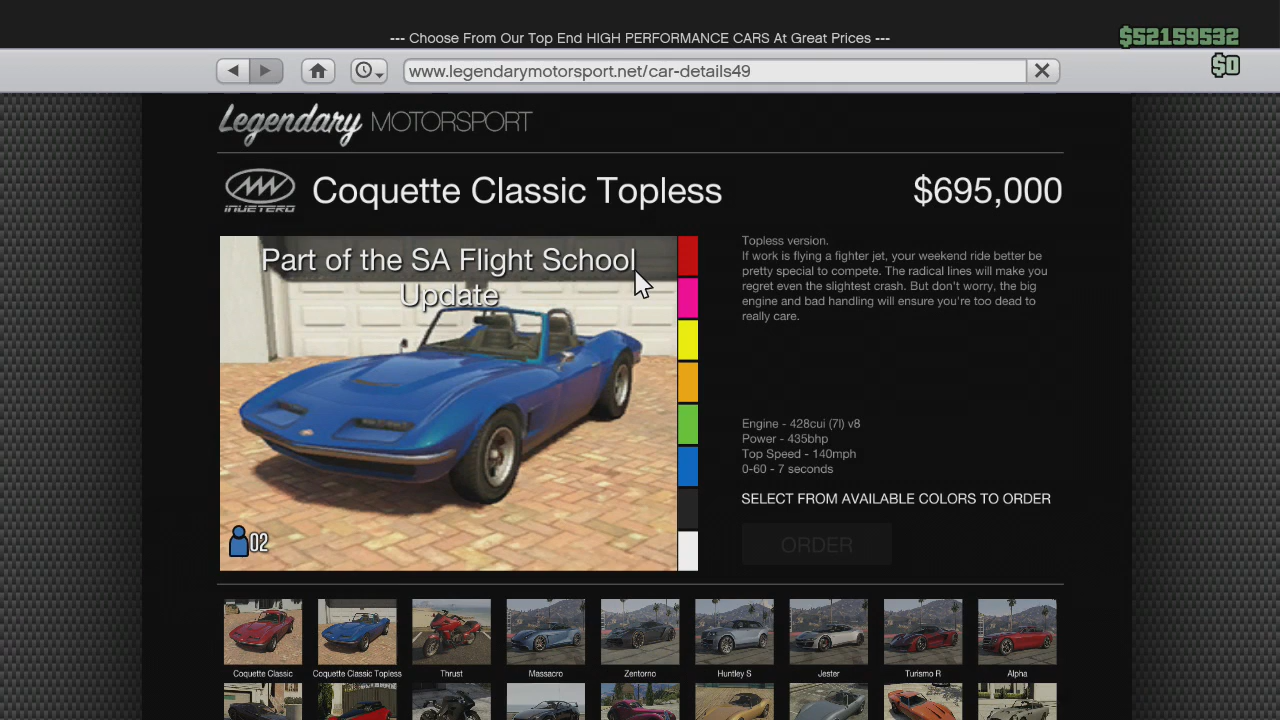 --- Choose From Our Top End HIGH PERFORMANCE CARS At Great Prices ---
$52159532
$0
www.legendarymotorsport.net/car-details49
Legendary MOTORSPORT
INVETERO
Coquette Classic Topless
$695,000
Part of the SA Flight School
Update
02
Topless version.
If work is flying a fighter jet, your weekend ride better be
pretty special to compete. The radical lines will make you
regret even the slightest crash. But don't worry, the big
engine and bad handling will ensure you're too dead to
really care.
Engine - 428cui (7l) v8
Power - 435bhp
Top Speed - 140mph
0-60 - 7 seconds
SELECT FROM AVAILABLE COLORS TO ORDER
ORDER
Coquette Classic
Coquette Classic Topless
Thrust
Massacro
Zentorno
Huntley S
Jester
Turismo R
Alpha